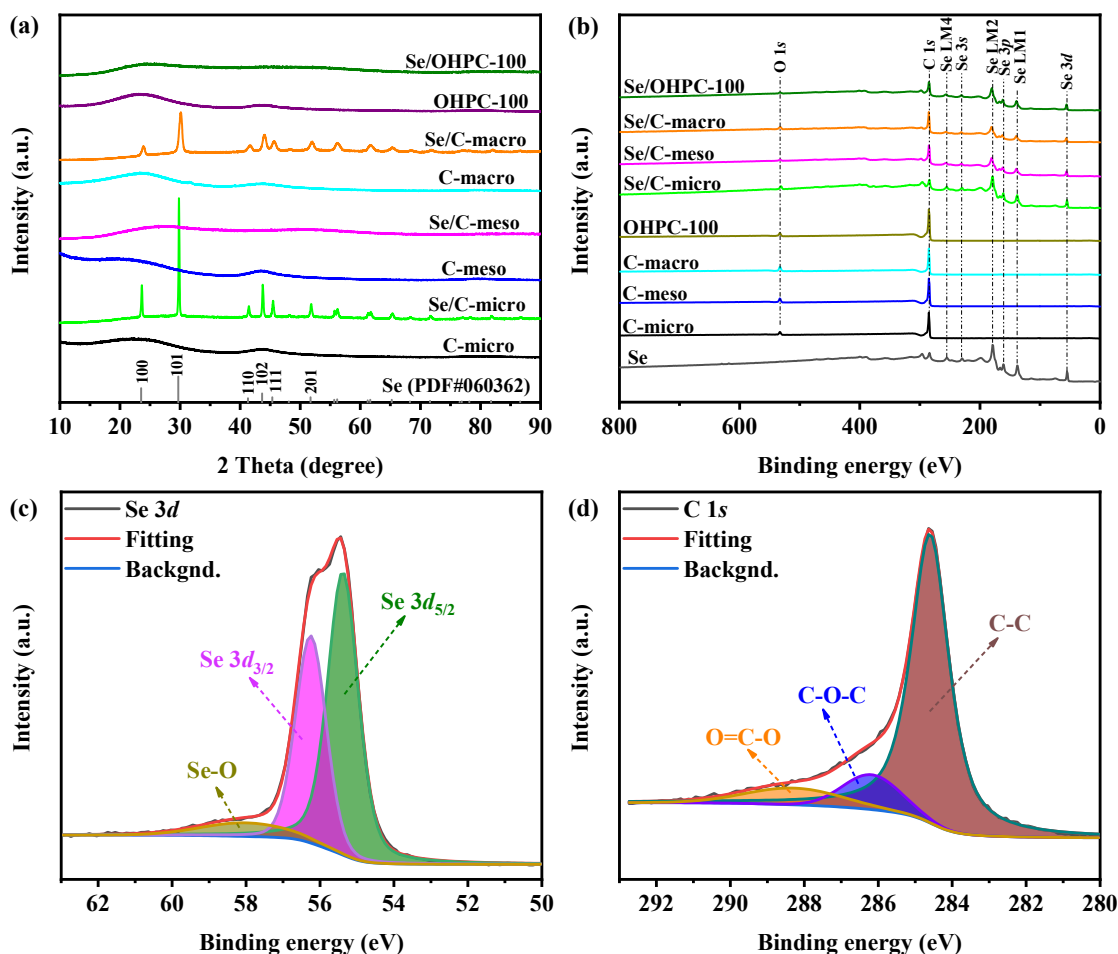 (a)
Se/OHPC-100
OHPC-100
Se/C-macro
C-macro
Se/C-meso
C-meso
Se/C-micro
C-micro
Se (PDF#060362)
100
101
110
102
111
201
10 20 30 40 50 60 70 80 90
2 Theta (degree)
Intensity (a.u.)
(b)
O 1s
C 1s
Se LM4
Se 3s
Se LM2
Se 3p
Se LM1
Se 3d
Se/OHPC-100
Se/C-macro
Se/C-meso
Se/C-micro
OHPC-100
C-macro
C-meso
C-micro
Se
800 600 400 200 0
Binding energy (eV)
Intensity (a.u.)
(c)
Se 3d
Fitting
Backgnd.
Se 3d5/2
Se 3d3/2
Se-O
62 60 58 56 54 52 50
Binding energy (eV)
Intensity (a.u.)
(d)
C 1s
Fitting
Backgnd.
C-C
C-O-C
O=C-O
292 290 288 286 284 282 280
Binding energy (eV)
Intensity (a.u.)